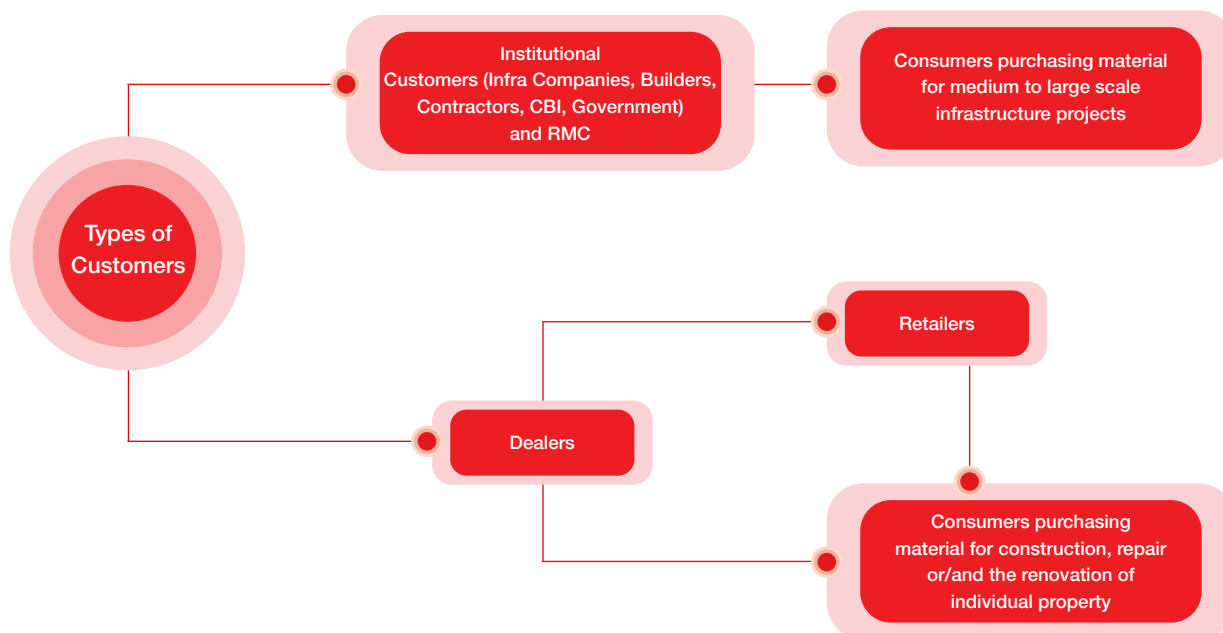 Institutional
Customers (Infra Companies, Builders,
Contractors, CBI, Government)
and RMC
Consumers purchasing material
for medium to large scale
infrastructure projects
Types of
Customers
Retailers
Dealers
Consumers purchasing
material for construction, repair
or/and the renovation of
individual property